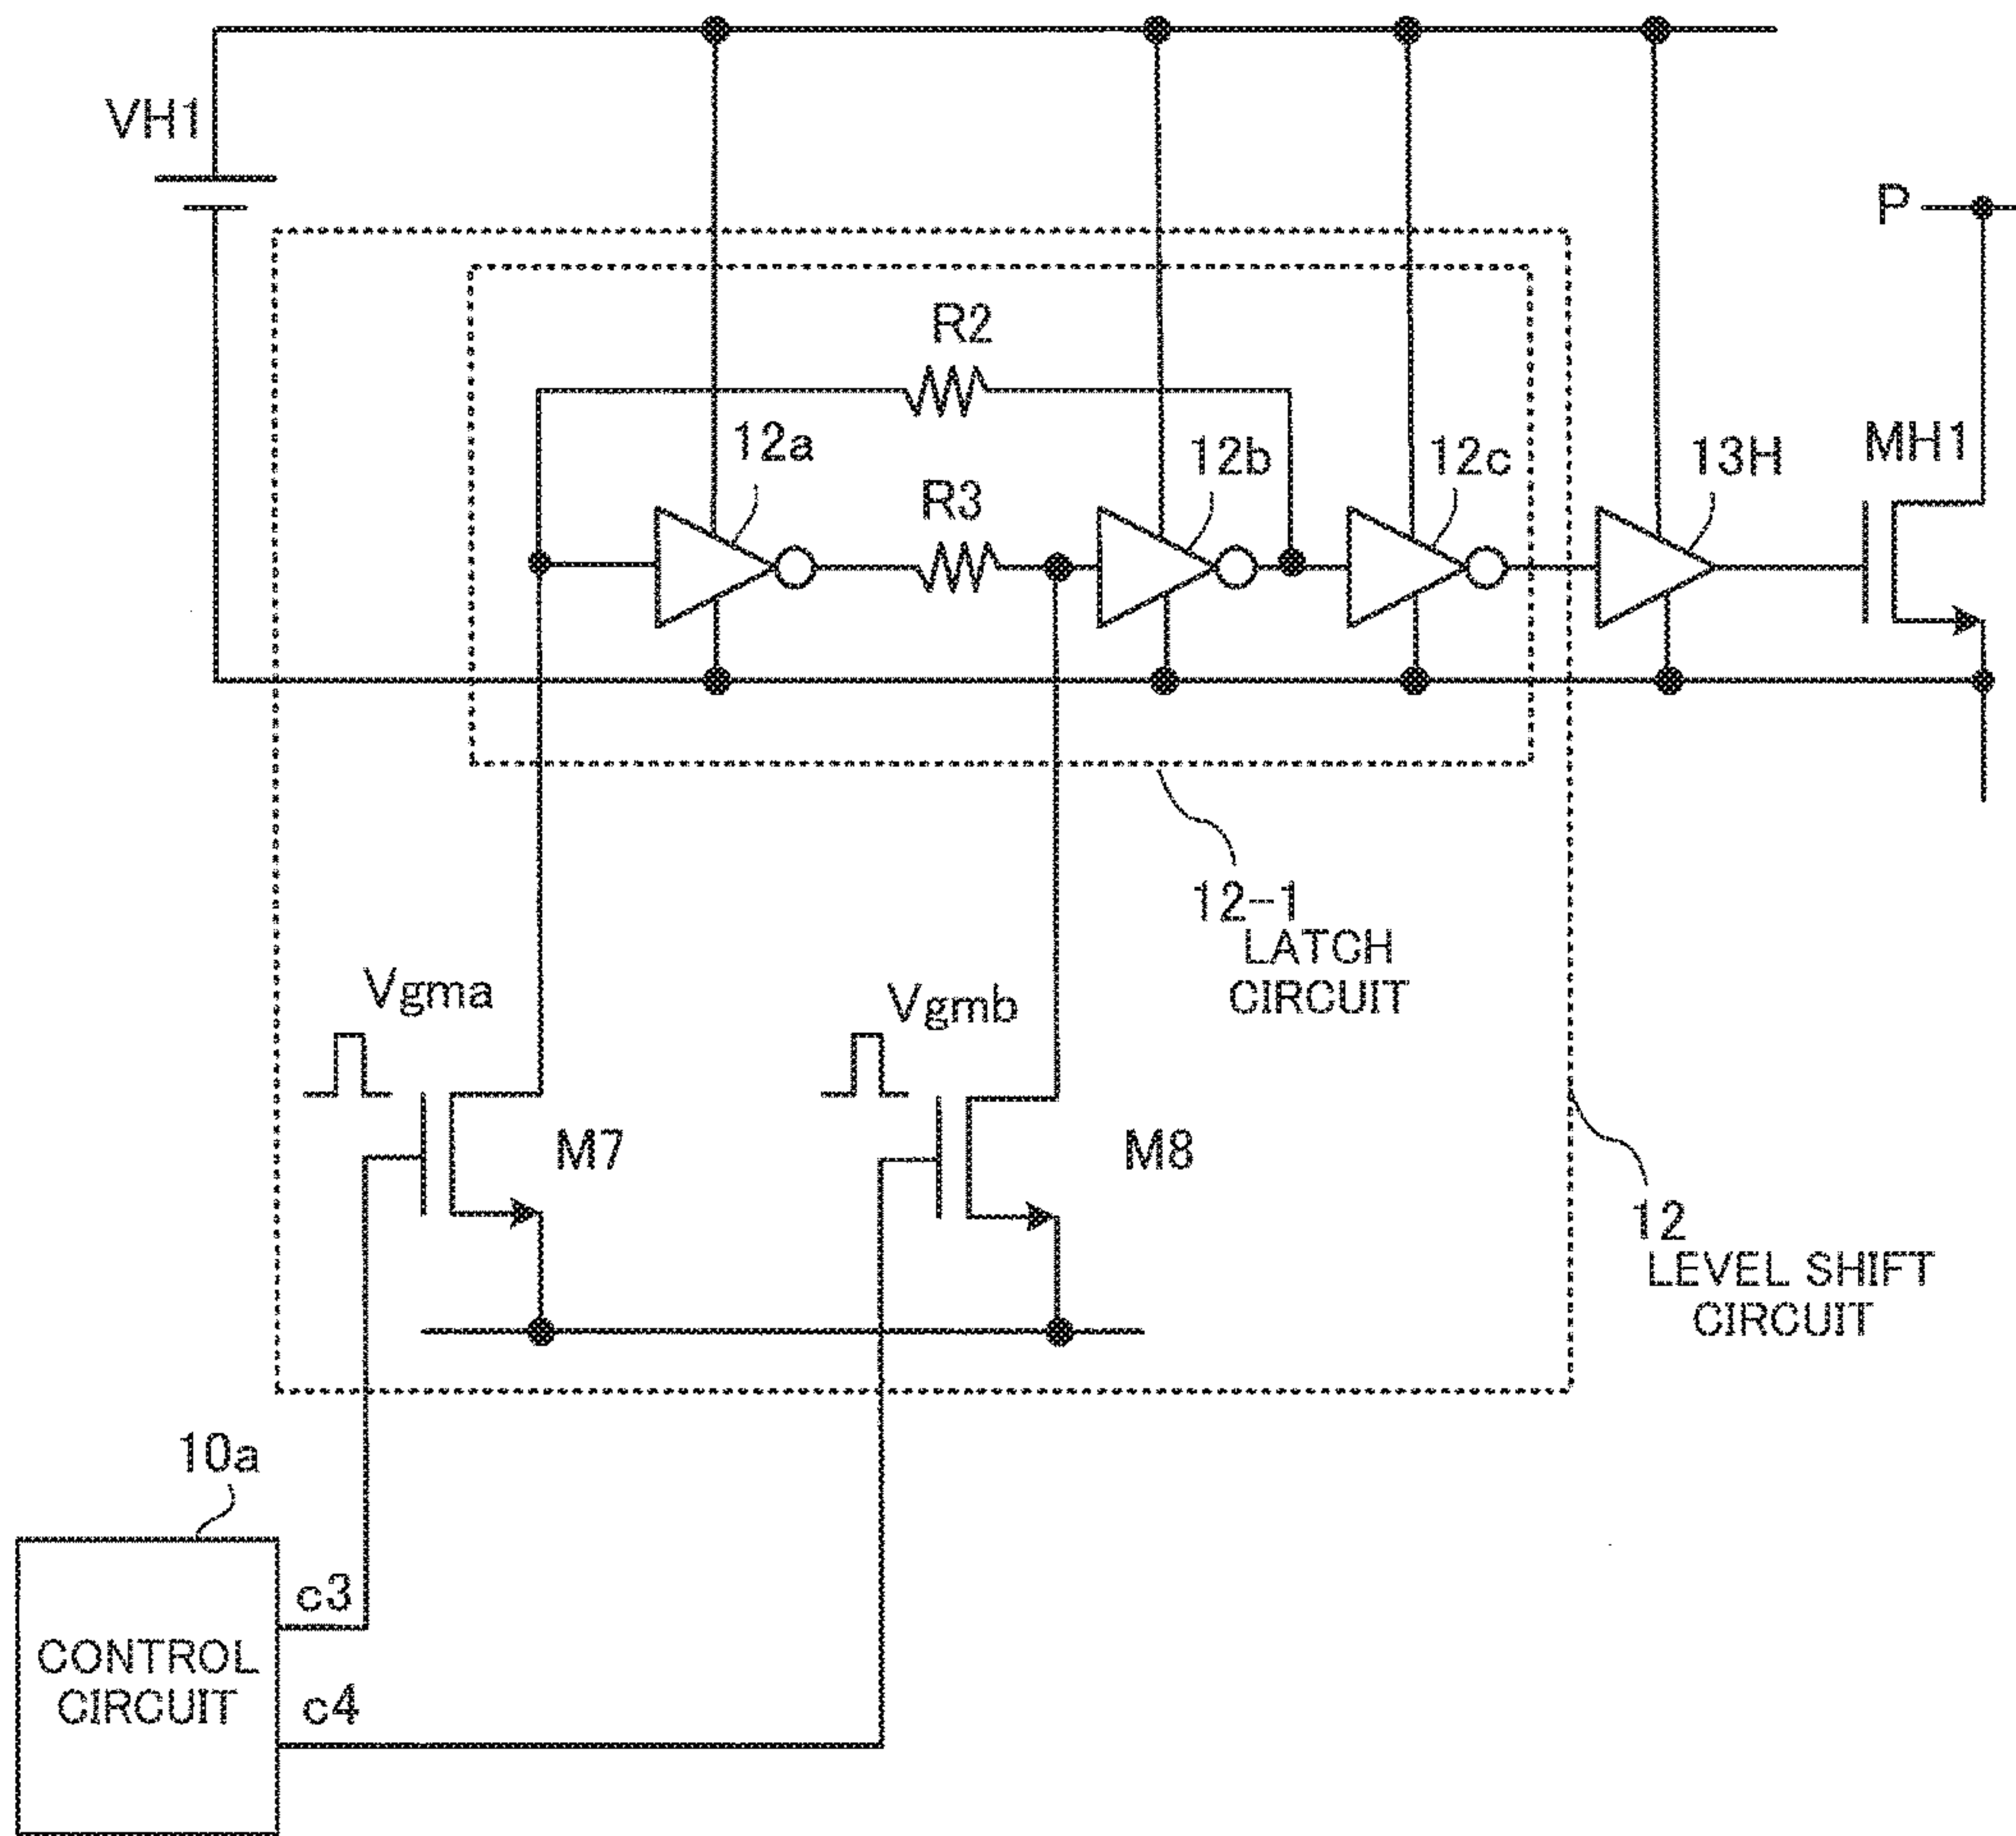 VH1
P
R2
12a
R3
12b
12c
13H
MH1
12-1
LATCH
CIRCUIT
Vgma
Vgmb
M7
M8
12
LEVEL SHIFT
CIRCUIT
10a
c3
CONTROL
CIRCUIT
c4